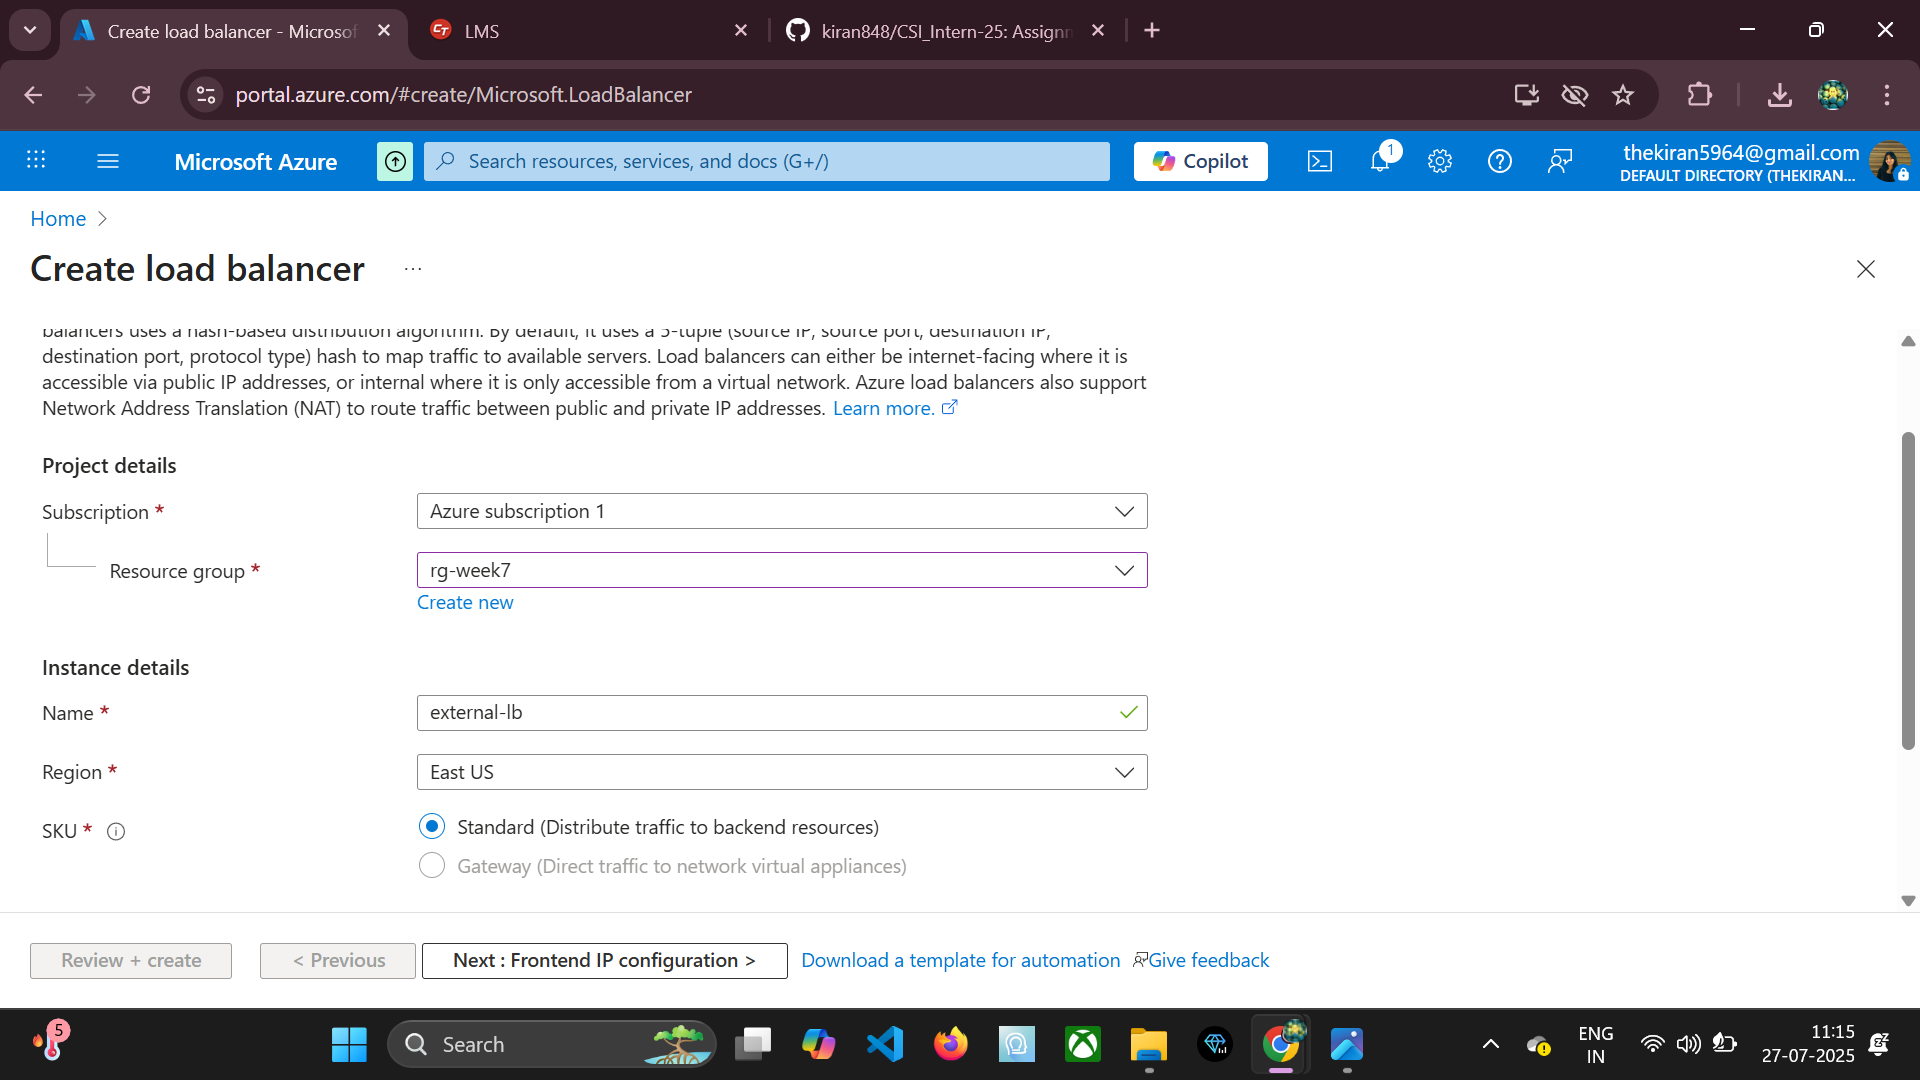 Create load balancer - Microsof
LMS
kiran848/CSI_Intern-25: Assignm
portal.azure.com/#create/Microsoft.LoadBalancer
Microsoft Azure
Search resources, services, and docs (G+/)
Copilot
1
thekiran5964@gmail.com
DEFAULT DIRECTORY (THEKIRAN...
Home
Create load balancer
...
balancers uses a hash-based distribution algorithm. By default, it uses a 5-tuple (source IP, source port, destination IP,
destination port, protocol type) hash to map traffic to available servers. Load balancers can either be internet-facing where it is
accessible via public IP addresses, or internal where it is only accessible from a virtual network. Azure load balancers also support
Network Address Translation (NAT) to route traffic between public and private IP addresses. Learn more.
Project details
Subscription *
Azure subscription 1
Resource group *
rg-week7
Create new
Instance details
Name *
external-lb
Region *
East US
SKU *
Standard (Distribute traffic to backend resources)
Gateway (Direct traffic to network virtual appliances)
Review + create
< Previous
Next : Frontend IP configuration >
Download a template for automation
Give feedback
5
Search
ENG
IN
11:15
27-07-2025